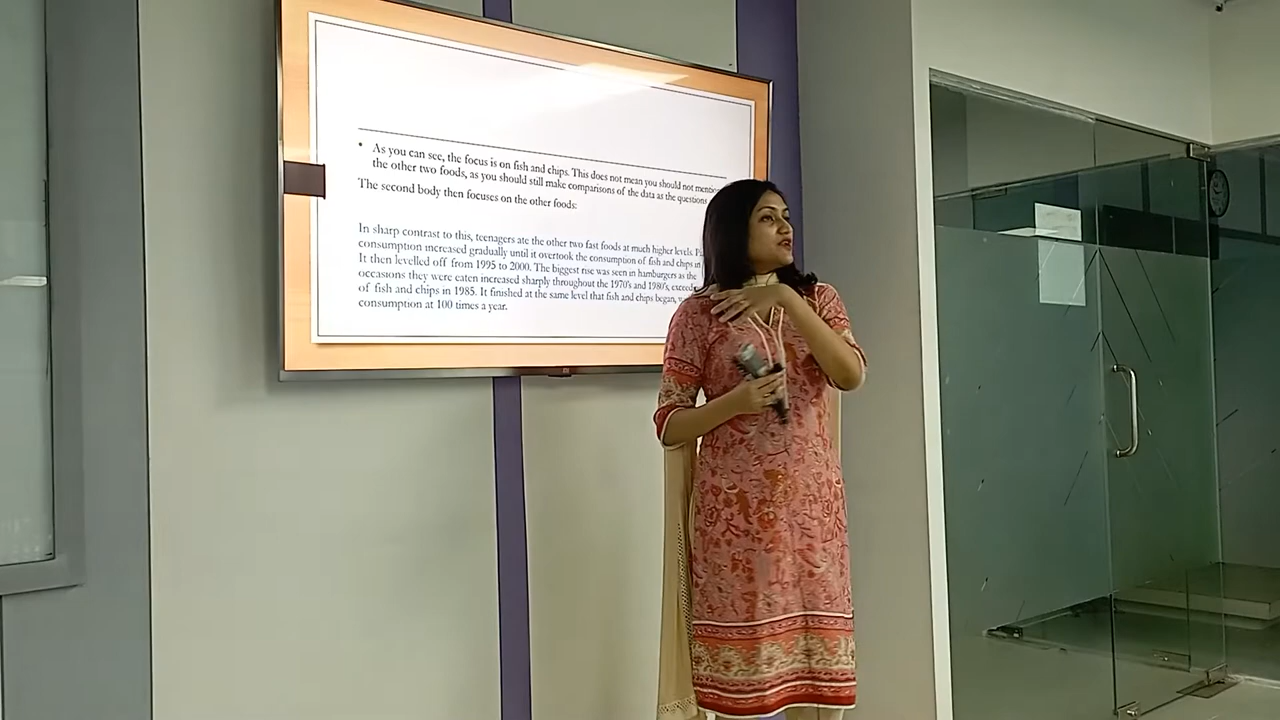 • As you can see, the focus is on fish and chips. This does not mean you should not mention
the other two foods, as you should still make comparisons of the data as the questions
The second body then focuses on the other foods:
In sharp contrast to this, teenagers ate the other two fast foods at much higher levels.
consumption increased gradually until it overtook the consumption of fish and chips in
It then levelled off from 1995 to 2000. The biggest rise was seen in hamburgers as the
occasions they were eaten increased sharply throughout the 1970's and 1980's,
of fish and chips in 1985. It finished at the same level that fish and chips began,
consumption at 100 times a year.